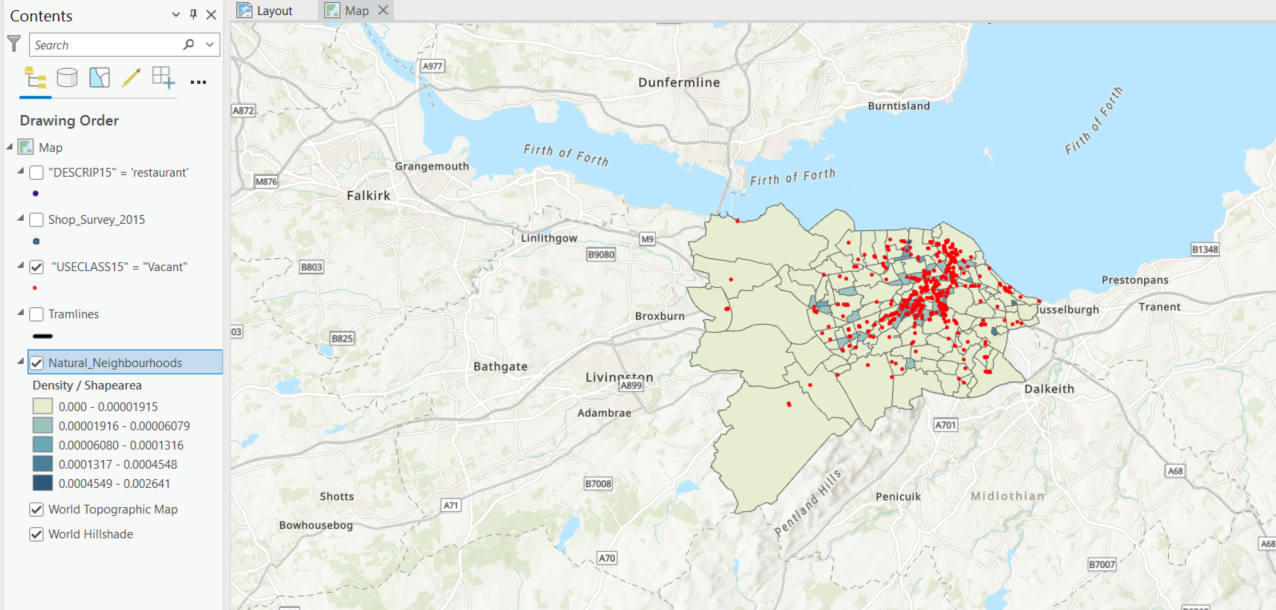 Contents
Search
Drawing Order
Map
"DESCRIP15" = 'restaurant'
Shop_Survey_2015
"USECLASS15" = "Vacant"
Tramlines
Natural_Neighbourhoods
Density / Shapearea
0.000 - 0.00001915
0.00001916 - 0.00006079
0.00006080 - 0.0001316
0.0001317 - 0.0004548
0.0004549 - 0.002641
World Topographic Map
World Hillshade
Layout
Map
A977
Dunfermline
Burntisland
A872
Firth of Forth
Firth of Forth
Grangemouth
Firth of Forth
M876
Falkirk
Linlithgow
M9
B9080
B1348
B803
Prestonpans
Tranent
Broxburn
usselburgh
03
B825
Bathgate
Livingston
A899
Dalkeith
Adambrae
A701
A68
B7008
Pentland Hills
Shotts
A71
Penicuik
Midlothian
Bowhousebog
A68
A70
B7007